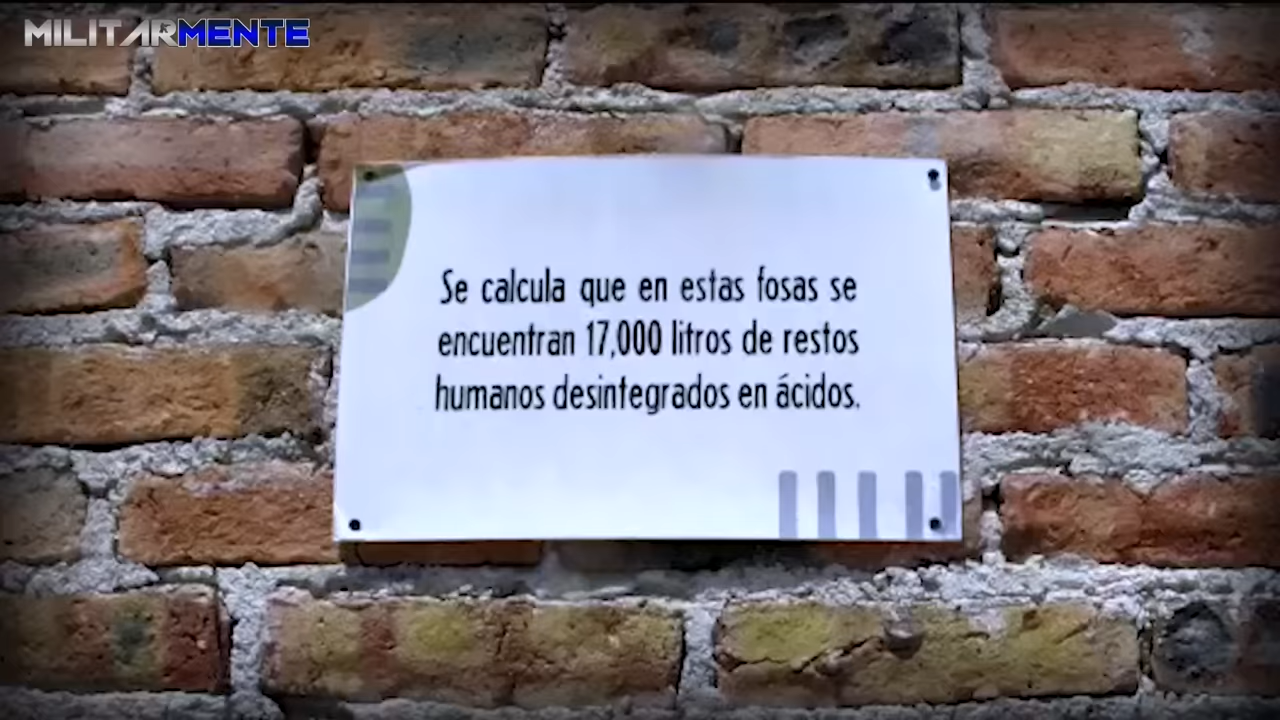 MILITARMENTE
Se calcula que en estas fosas se
encuentran 17,000 litros de restos
humanos desintegrados en ácidos.